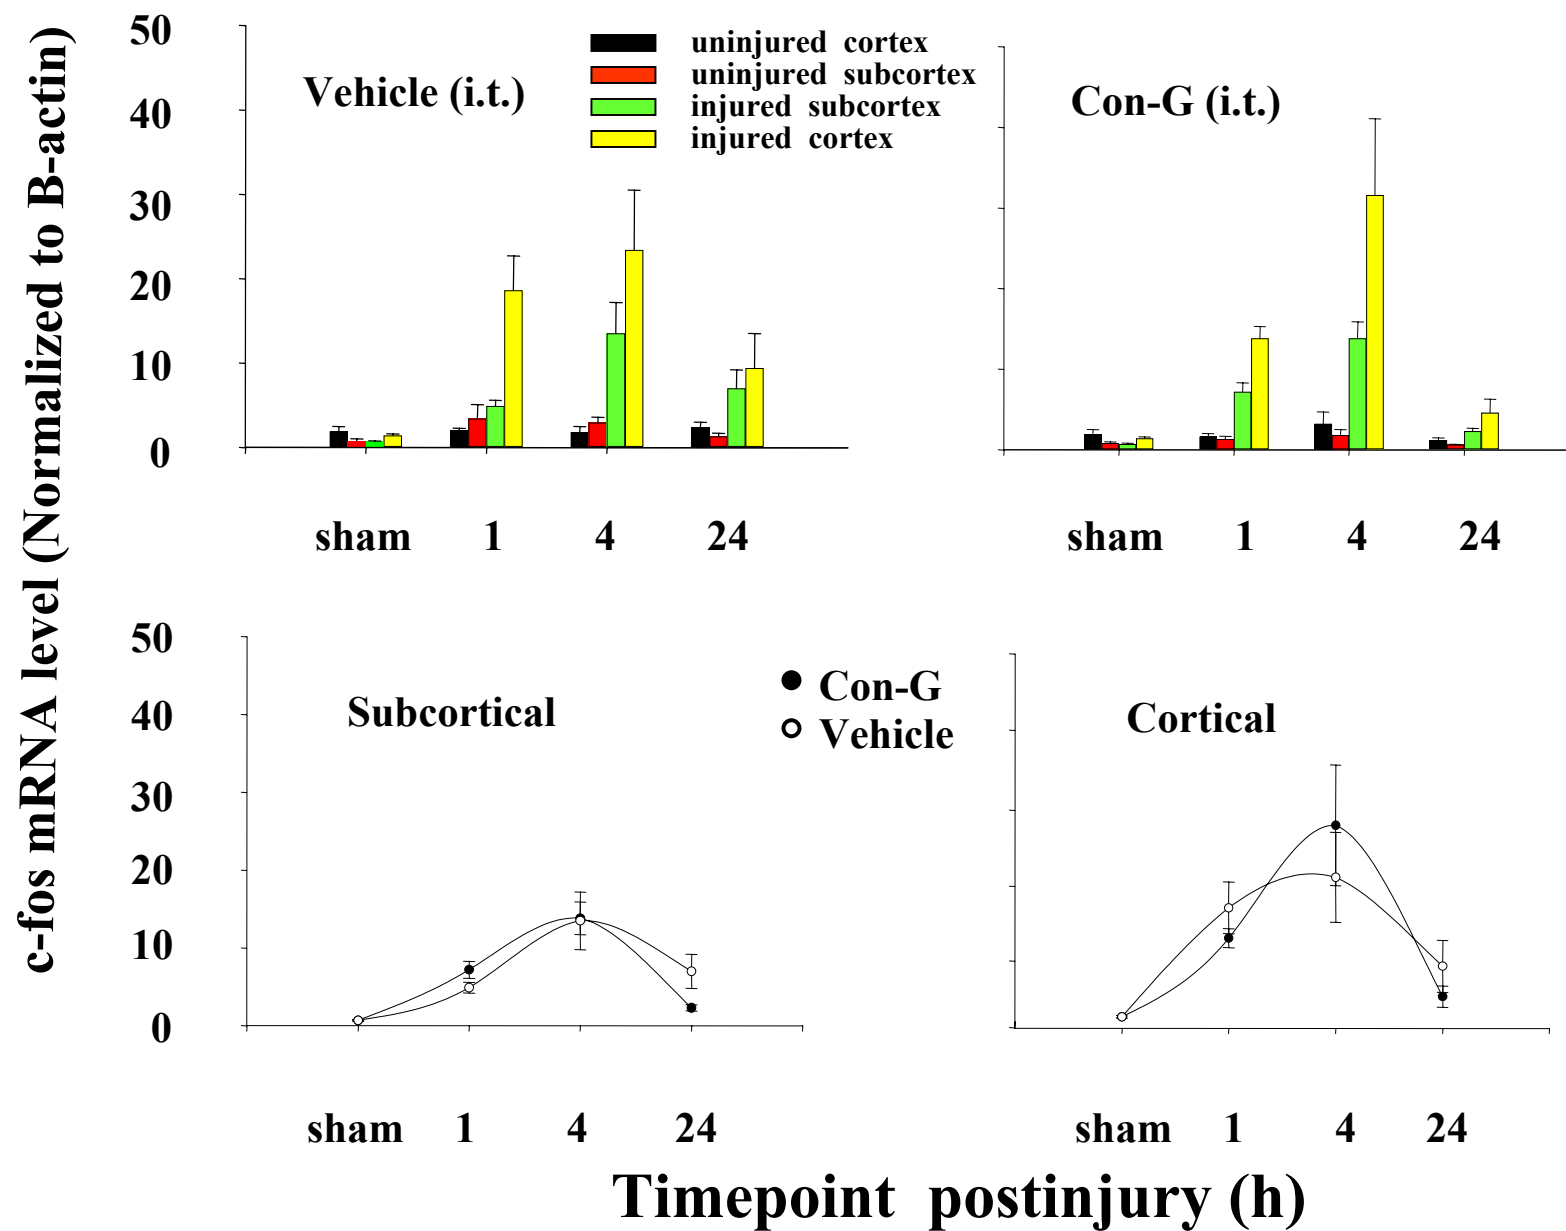 c-fos mRNA level (Normalized to B-actin)
50
40
30
20
10
0
Vehicle (i.t.)
uninjured cortex
uninjured subcortex
injured subcortex
injured cortex
Con-G (i.t.)
sham 1 4 24
sham 1 4 24
50
40
30
20
10
0
Subcortical
Con-G
Vehicle
Cortical
sham 1 4 24
sham 1 4 24
Timepoint postinjury (h)